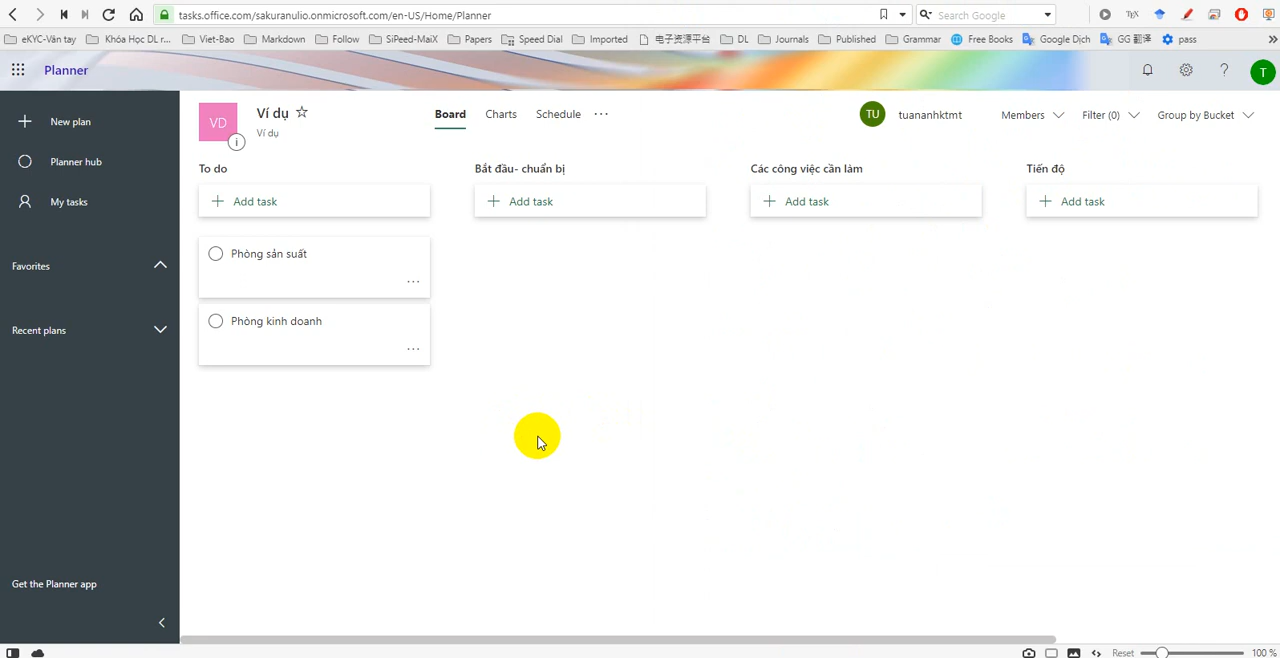 tasks.office.com/sakuranulio.onmicrosoft.com/en-US/Home/Planner
Search Google
eKYC-Vân tay
Khóa Học DL r...
Viet-Bao
Markdown
Follow
SiPeed-MaiX
Papers
Speed Dial
Imported
电子资源平台
DL
Journals
Published
Grammar
Free Books
Google Dịch
GG 翻译
pass
Planner
T
New plan
Planner hub
My tasks
Favorites
Recent plans
Get the Planner app
VD
Ví dụ
Ví dụ
Board
Charts
Schedule
TU
tuananhktmt
Members
Filter (0)
Group by Bucket
To do
Bắt đầu- chuẩn bị
Các công việc cần làm
Tiến độ
Add task
Add task
Add task
Add task
Phòng sản suất
Phòng kinh doanh
Reset
100 %